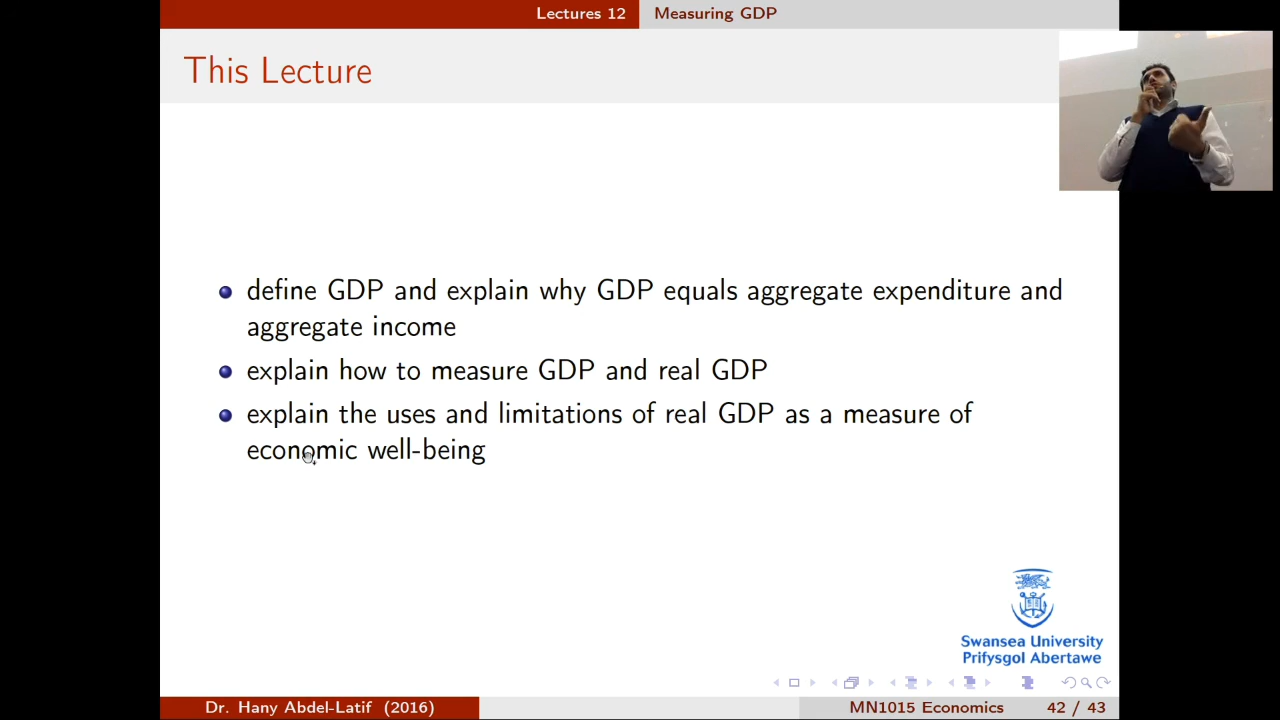 Lectures 12 Measuring GDP
This Lecture
define GDP and explain why GDP equals aggregate expenditure and
aggregate income
explain how to measure GDP and real GDP
explain the uses and limitations of real GDP as a measure of
economic well-being
Swansea University
Prifysgol Abertawe
Dr. Hany Abdel-Latif (2016) MN1015 Economics 42 / 43